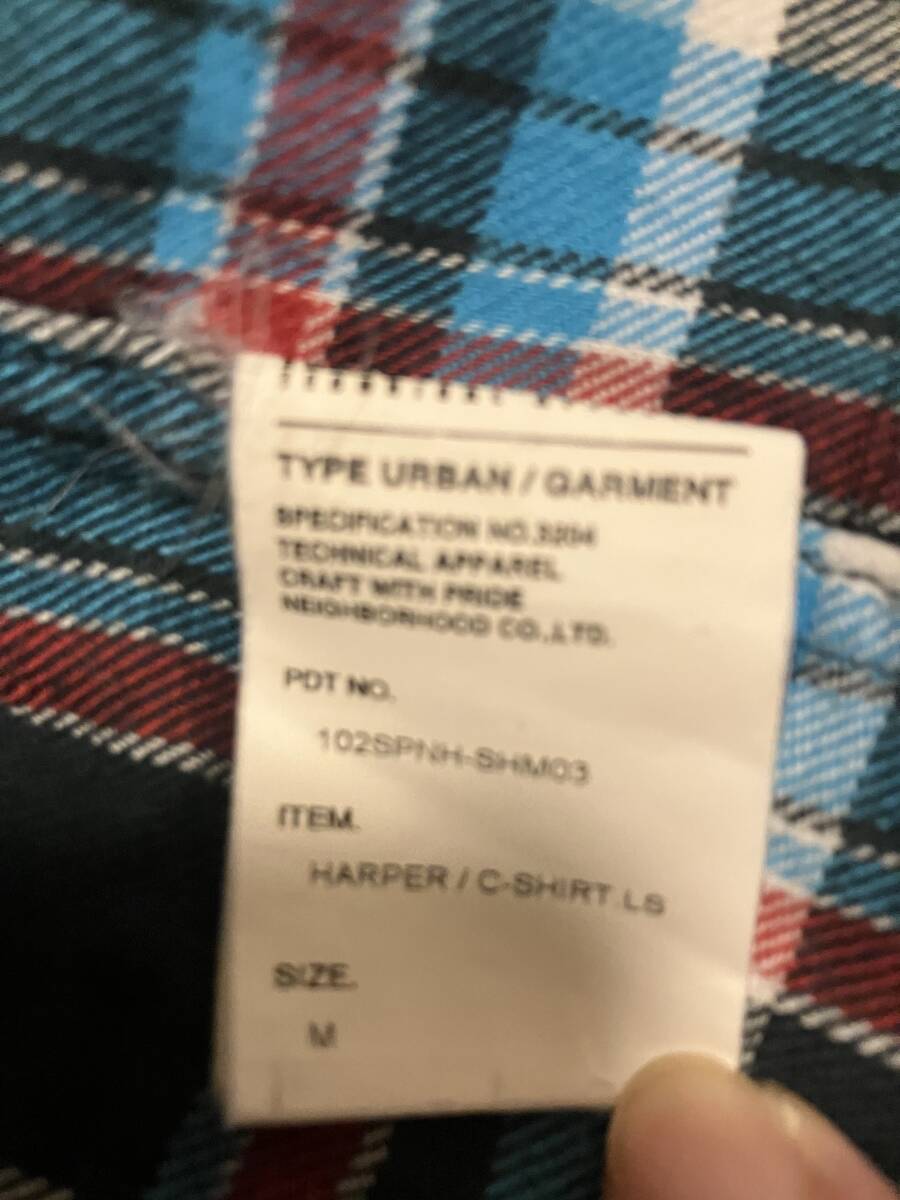 TYPE URBAN / GARMENT
SPECIFICATION NO.3204
TECHNICAL APPAREL
CRAFT WITH PRIDE
NEIGHBORHOOD CO.,LTD.
PDT NO.
102SPNH-SHM03
ITEM.
HARPER / C-SHIRT.LS
SIZE.
M